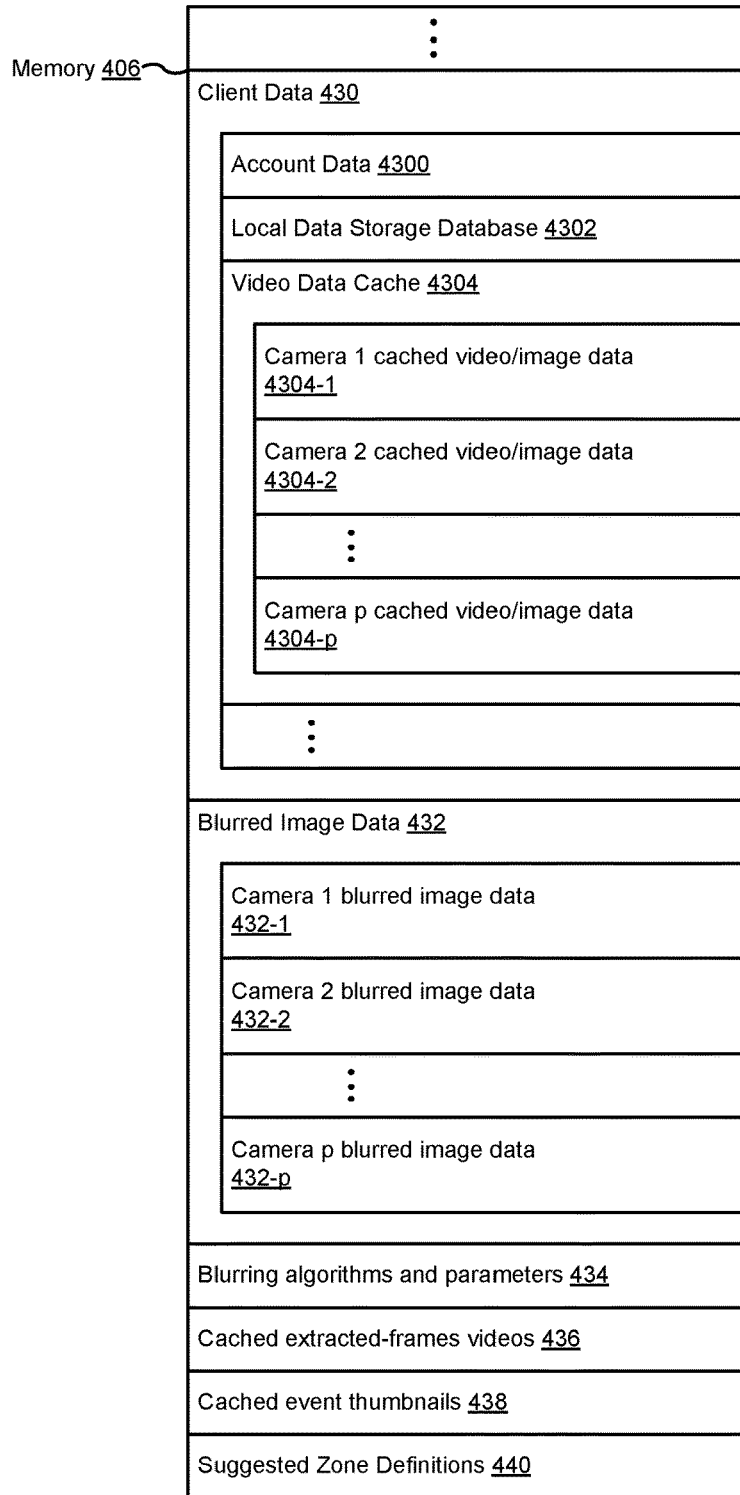 Memory 406
Client Data 430
Account Data 4300
Local Data Storage Database 4302
Video Data Cache 4304
Camera 1 cached video/image data
4304-1
Camera 2 cached video/image data
4304-2
Camera p cached video/image data
4304-p
Blurred Image Data 432
Camera 1 blurred image data
432-1
Camera 2 blurred image data
432-2
Camera p blurred image data
432-p
Blurring algorithms and parameters 434
Cached extracted-frames videos 436
Cached event thumbnails 438
Suggested Zone Definitions 440